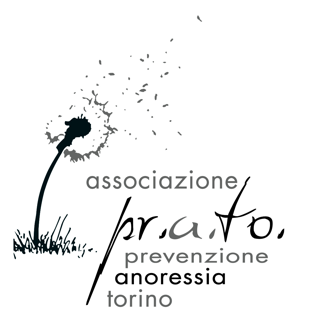 associazione
pr.a.to.
prevenzione
anoressia
torino